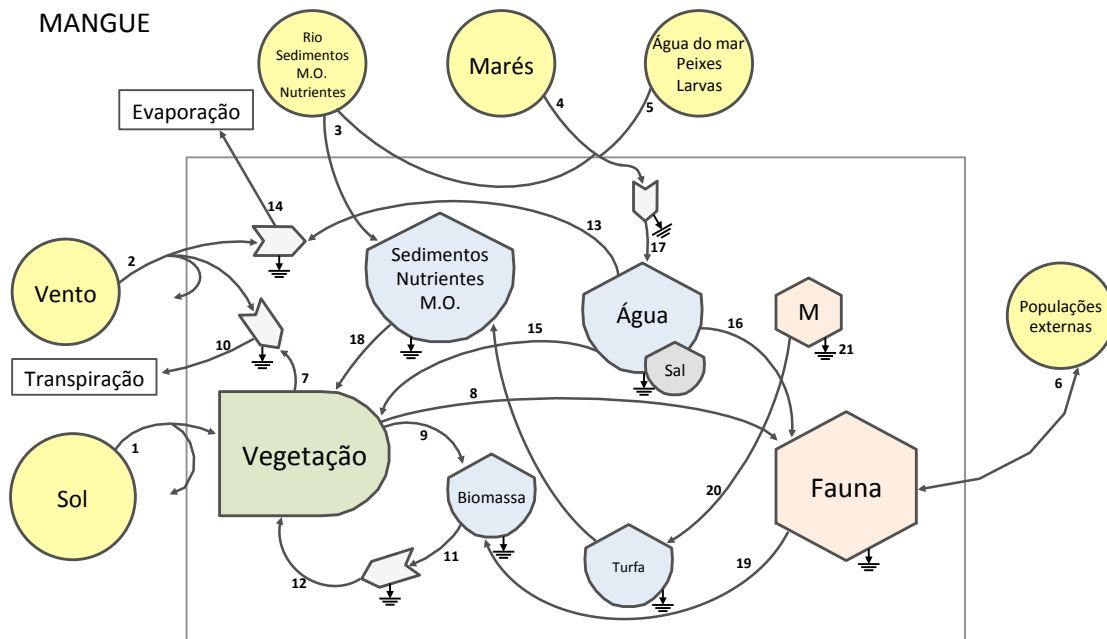 MANGUE
Rio
Sedimentos
M.O.
Nutrientes
Marés
Água do mar
Peixes
Larvas
Evaporação
3
4
5
14
13
17
Vento
2
Sedimentos
Nutrientes
M.O.
Água
Sal
M
21
Populações
externas
6
10
Transpiração
7
18
15
16
8
Sol
1
Vegetação
9
Biomassa
Fauna
20
11
12
Turfa
19